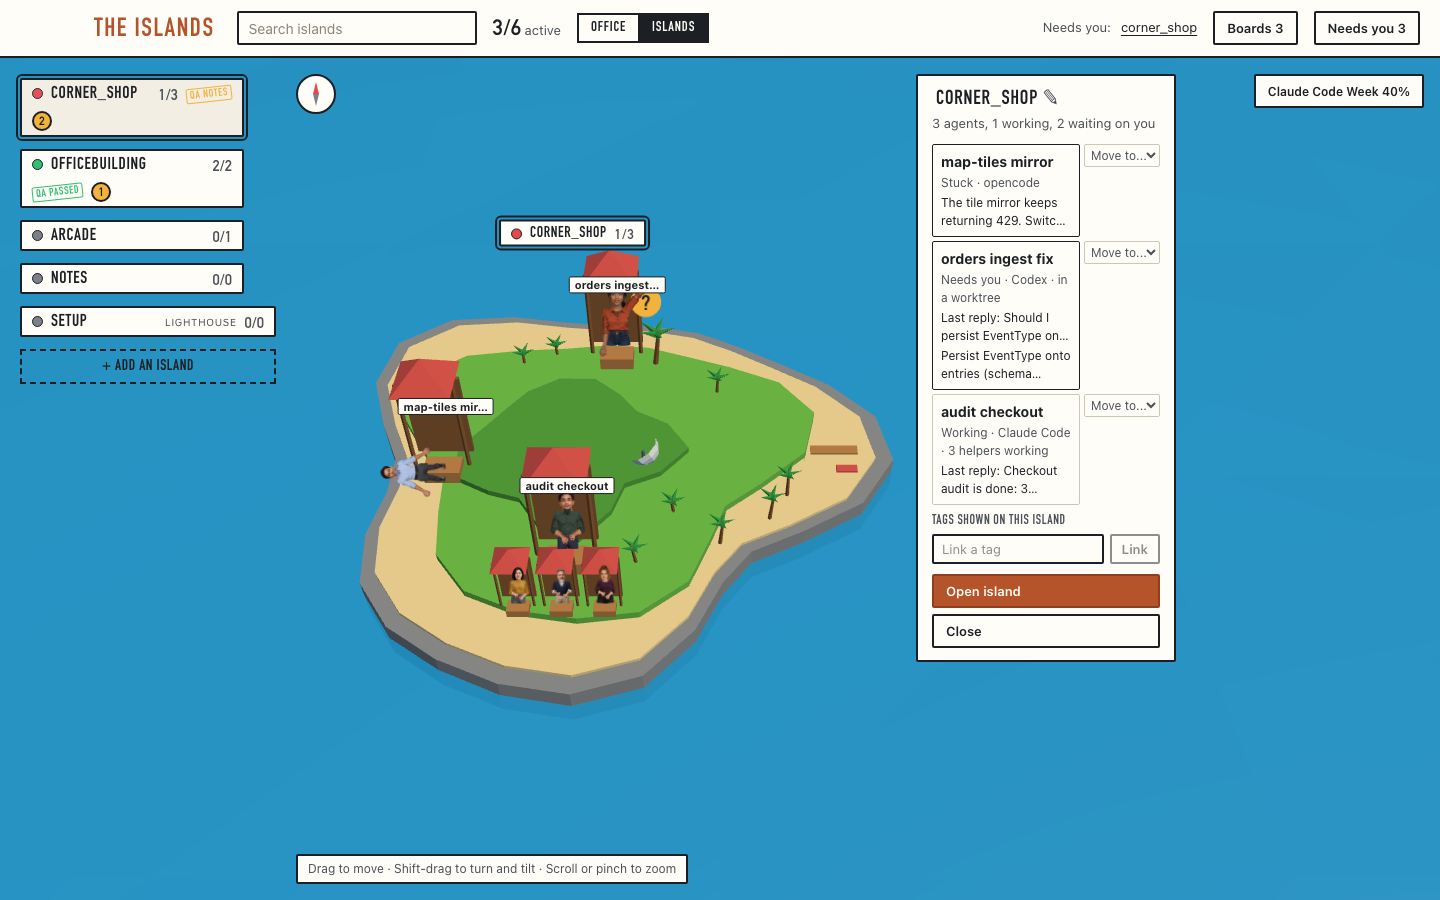 THE ISLANDS
Search islands
3/6 active
OFFICE
ISLANDS
Needs you: corner_shop
Boards 3
Needs you 3
CORNER_SHOP 1/3 QA NOTES
2
OFFICEBUILDING 2/2
QA PASSED 1
ARCADE 0/1
NOTES 0/0
SETUP LIGHTHOUSE 0/0
+ ADD AN ISLAND
CORNER_SHOP 1/3
orders ingest...
?
map-tiles mir...
audit checkout
CORNER_SHOP ✎
3 agents, 1 working, 2 waiting on you
map-tiles mirror
Move to...
Stuck · opencode
The tile mirror keeps
returning 429. Switc...
orders ingest fix
Move to...
Needs you · Codex · in
a worktree
Last reply: Should I
persist EventType on...
Persist EventType onto
entries (schema...
audit checkout
Move to...
Working · Claude Code
· 3 helpers working
Last reply: Checkout
audit is done: 3...
TAGS SHOWN ON THIS ISLAND
Link a tag
Link
Open island
Close
Claude Code Week 40%
Drag to move · Shift-drag to turn and tilt · Scroll or pinch to zoom